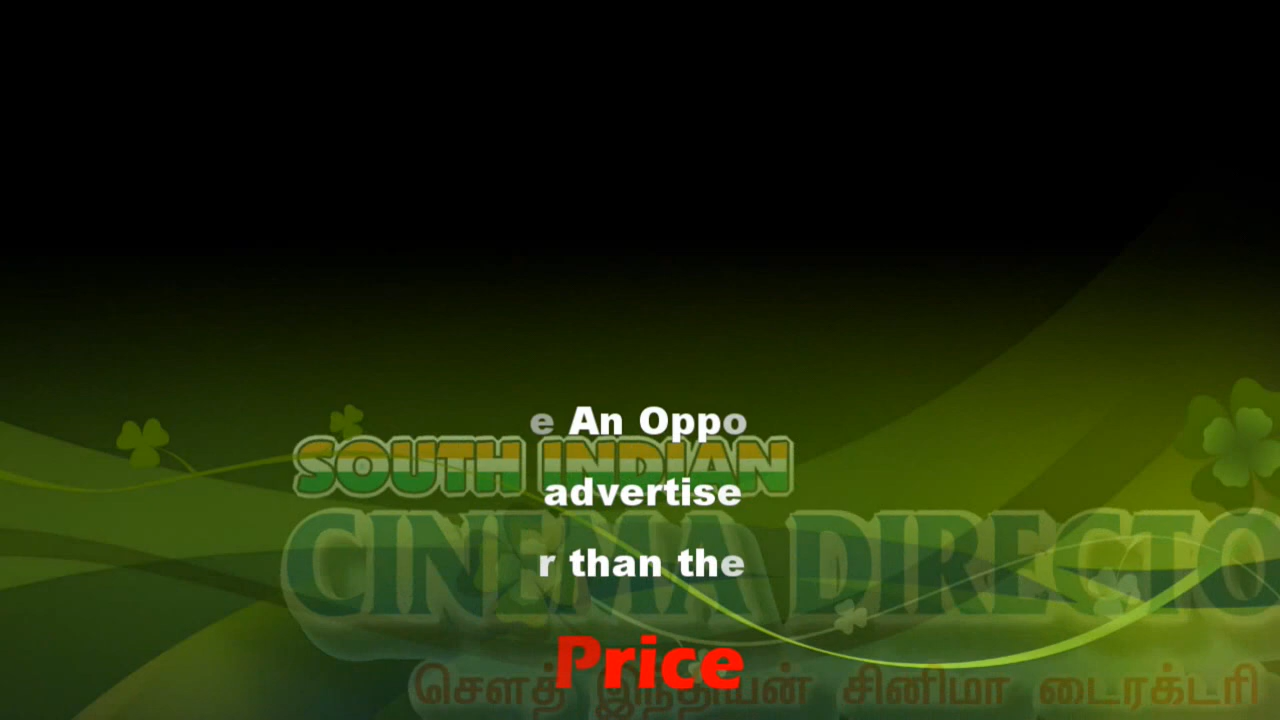 e An Oppo
SOUTH INDIAN
advertise
CINEMA DIRECTO
r than the
Price
சௌத் இந்தியன் சினிமா டைரக்டரி